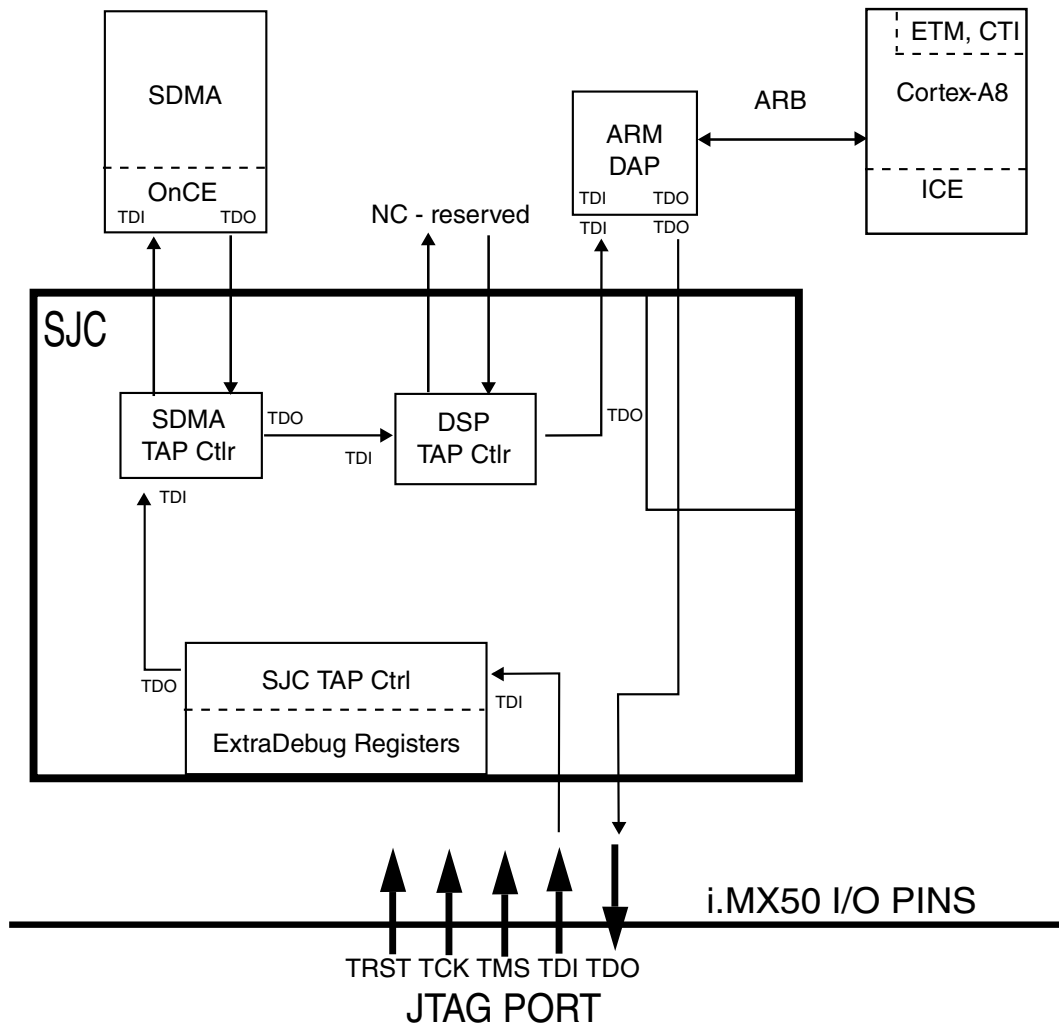 ETM, CTI
SDMA
Cortex-A8
ARB
ARM
DAP
OnCE
ICE
TDI
TDO
TDI
TDO
NC - reserved
TDI
TDO
SJC
SDMA
TAP Ctlr
TDO
DSP
TAP Ctlr
TDO
TDI
TDI
SJC TAP Ctrl
TDO
TDI
ExtraDebug Registers
i.MX50 I/O PINS
TRST TCK TMS TDI TDO
JTAG PORT